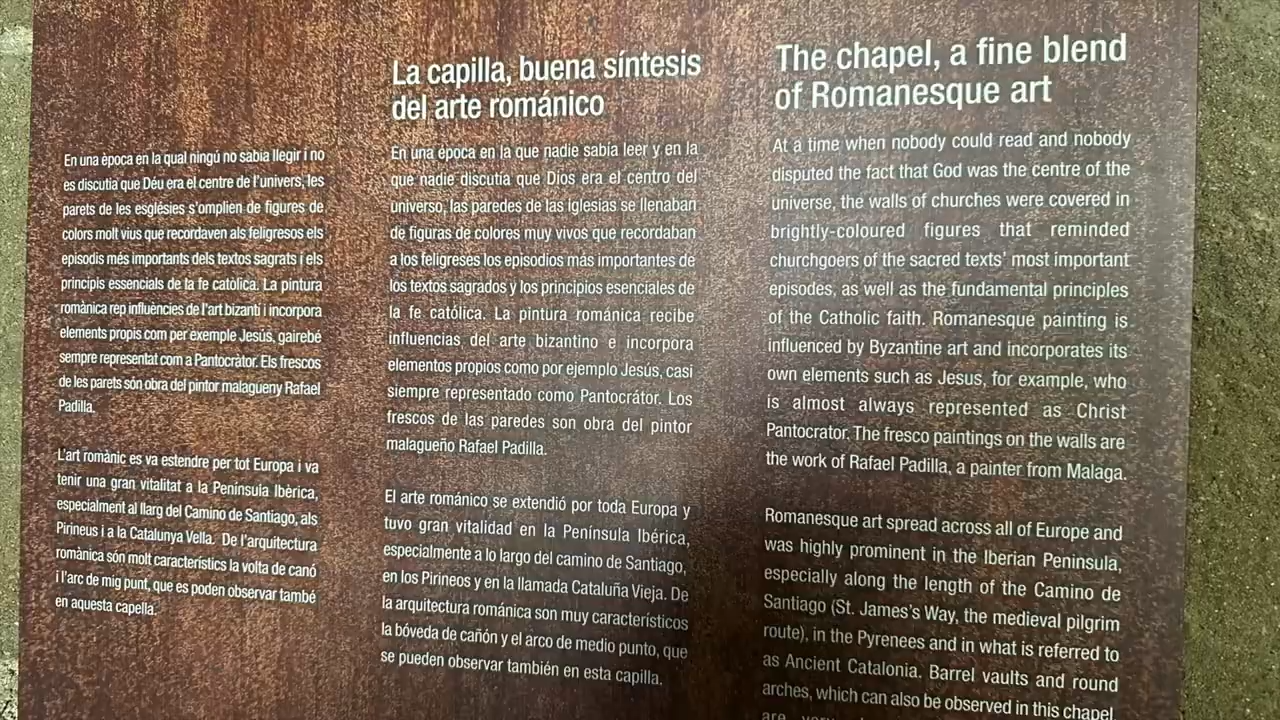 En una època en la qual ningú no sabia llegir i no
es discutia que Déu era el centre de l'univers, les
parets de les esglésies s'omplien de figures de
colors molt vius que recordaven als feligresos els
episodis més importants dels textos sagrats i els
principis essencials de la fe catòlica. La pintura
romànica rep influències de l'art bizantí i incorpora
elements propis com per exemple Jesús, gairebé
sempre representat com a Pantocràtor. Els frescos
de les parets són obra del pintor malagueny Rafael
Padilla.
L'art romànic es va estendre per tot Europa i va
tenir una gran vitalitat a la Península Ibèrica,
especialment al llarg del Camino de Santiago, als
Pirineus i a la Catalunya Vella. De l'arquitectura
romànica són molt característics la volta de canó
i l'arc de mig punt, que es poden observar també
en aquesta capella.
La capilla, buena síntesis
del arte románico
En una época en la que nadie sabía leer y en la
que nadie discutía que Dios era el centro del
universo, las paredes de las iglesias se llenaban
de figuras de colores muy vivos que recordaban
a los feligreses los episodios más importantes de
los textos sagrados y los principios esenciales de
la fe católica. La pintura románica recibe
influencias del arte bizantino e incorpora
elementos propios como por ejemplo Jesús, casi
siempre representado como Pantocrátor. Los
frescos de las paredes son obra del pintor
malagueño Rafael Padilla.
El arte románico se extendió por toda Europa y
tuvo gran vitalidad en la Península Ibérica,
especialmente a lo largo del camino de Santiago,
en los Pirineos y en la llamada Cataluña Vieja. De
la arquitectura románica son muy característicos
la bóveda de cañón y el arco de medio punto, que
se pueden observar también en esta capilla.
The chapel, a fine blend
of Romanesque art
At a time when nobody could read and nobody
disputed the fact that God was the centre of the
universe, the walls of churches were covered in
brightly-coloured figures that reminded
churchgoers of the sacred texts' most important
episodes, as well as the fundamental principles
of the Catholic faith. Romanesque painting is
influenced by Byzantine art and incorporates its
own elements such as Jesus, for example, who
is almost always represented as Christ
Pantocrator. The fresco paintings on the walls are
the work of Rafael Padilla, a painter from Malaga.
Romanesque art spread across all of Europe and
was highly prominent in the Iberian Peninsula,
especially along the length of the Camino de
Santiago (St. James's Way, the medieval pilgrim
route), in the Pyrenees and in what is referred to
as Ancient Catalonia. Barrel vaults and round
arches, which can also be observed in this chapel,
are very